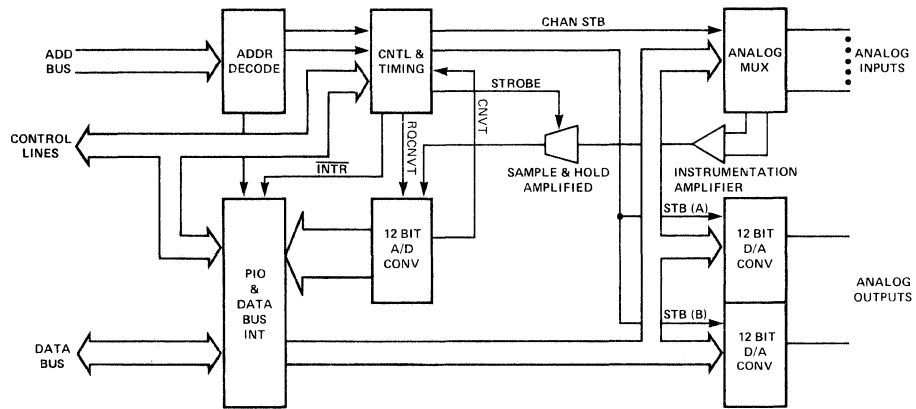 CHAN STB
ADD
BUS
ADDR
DECODE
CNTL &
TIMING
ANALOG
MUX
ANALOG
INPUTS
STROBE
CNVT
RQCNVT
CONTROL
LINES
INTR
SAMPLE & HOLD
AMPLIFIED
INSTRUMENTATION
AMPLIFIER
STB (A)
12 BIT
A/D
CONV
12 BIT
D/A
CONV
PIO
&
DATA
BUS
INT
ANALOG
OUTPUTS
STB (B)
DATA
BUS
12 BIT
D/A
CONV